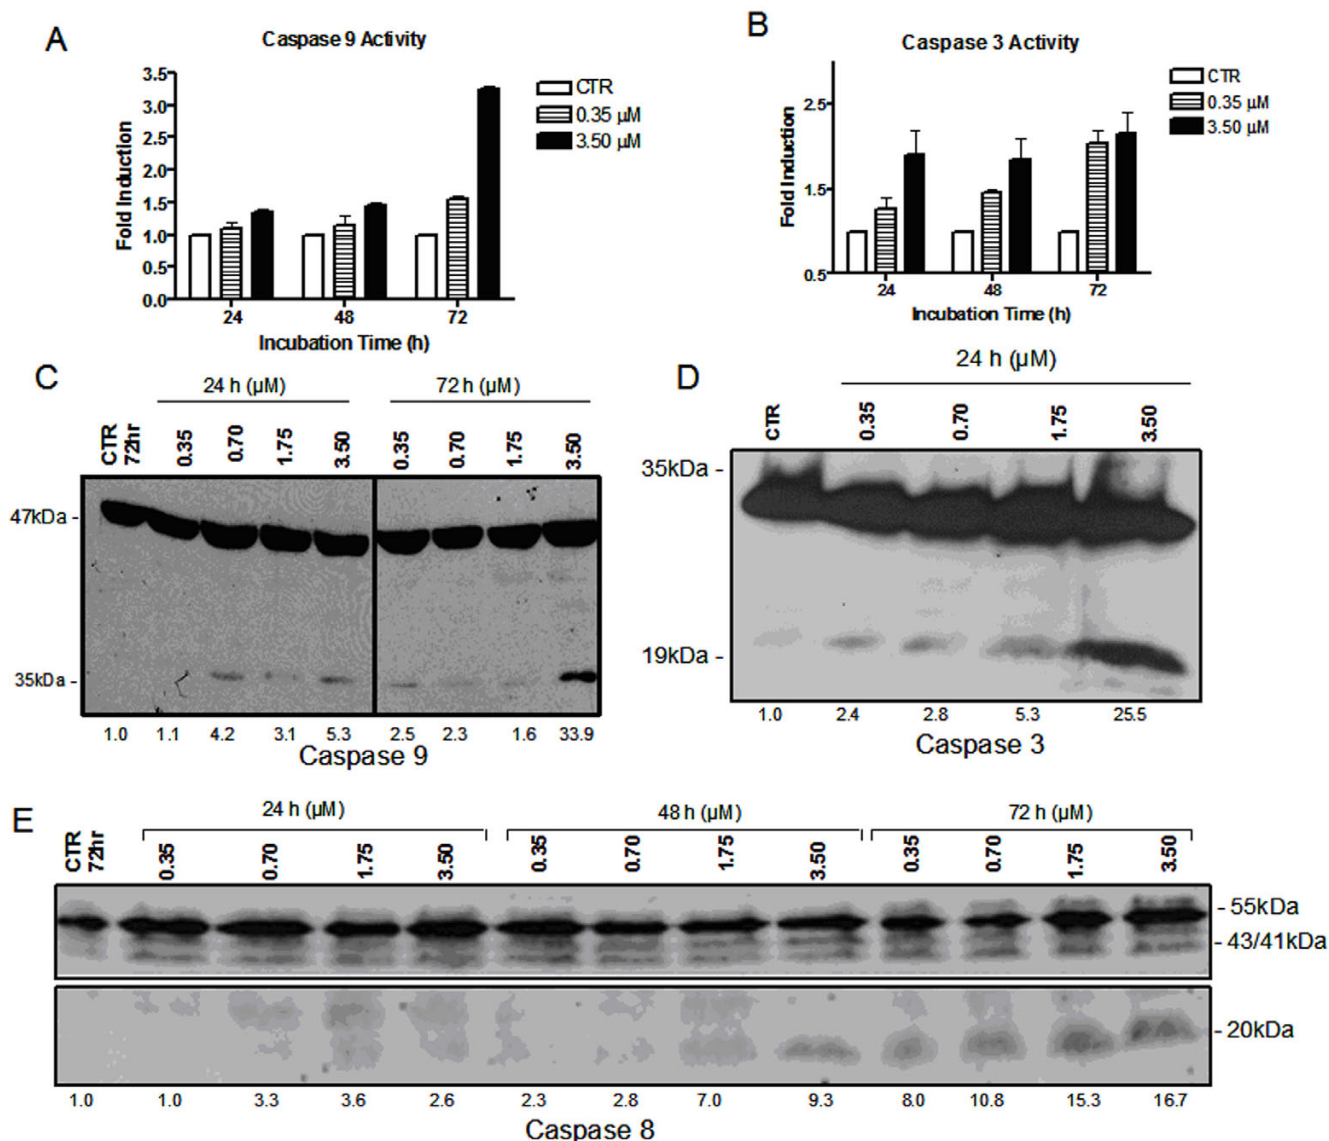 A
Caspase 9 Activity
Fold Induction
3.5
3.0
2.5
2.0
1.5
1.0
0.5
0.0
24
48
72
Incubation Time (h)
CTR
0.35 µM
3.50 µM
B
Caspase 3 Activity
Fold Induction
2.5
1.5
0.5
24
48
72
Incubation Time (h)
CTR
0.35 µM
3.50 µM
C
24 h (µM)
72 h (µM)
CTR
72hr
0.35
0.70
1.75
3.50
0.35
0.70
1.75
3.50
47kDa -
35kDa -
1.0 1.1 4.2 3.1 5.3 2.5 2.3 1.6 33.9
Caspase 9
D
24 h (µM)
CTR
0.35
0.70
1.75
3.50
35kDa -
19kDa -
1.0 2.4 2.8 5.3 25.5
Caspase 3
E
24 h (µM)
48 h (µM)
72 h (µM)
CTR
72hr
0.35
0.70
1.75
3.50
0.35
0.70
1.75
3.50
0.35
0.70
1.75
3.50
- 55kDa
- 43/41kDa
- 20kDa
1.0 1.0 3.3 3.6 2.6 2.3 2.8 7.0 9.3 8.0 10.8 15.3 16.7
Caspase 8